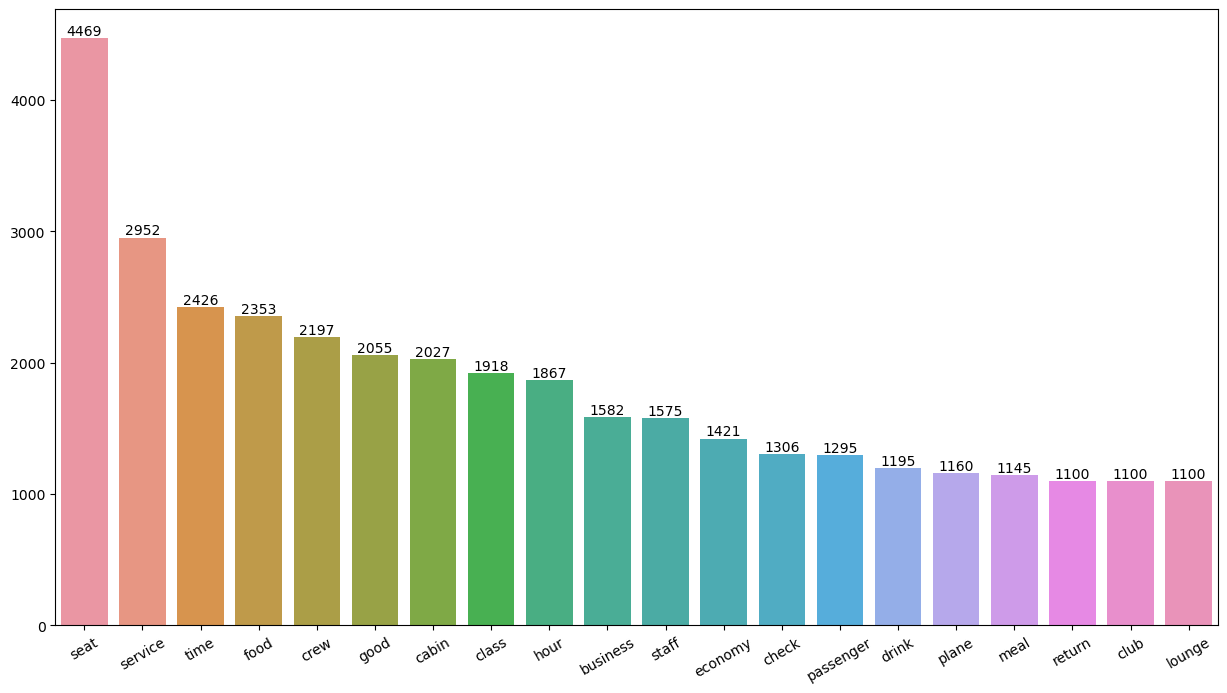 4469
2952
2426
2353
2197
2055
2027
1918
1867
1582
1575
1421
1306
1295
1195
1160
1145
1100
1100
1100
4000
3000
2000
1000
0
seat
service
time
food
crew
good
cabin
class
hour
business
staff
economy
check
passenger
drink
plane
meal
return
club
lounge